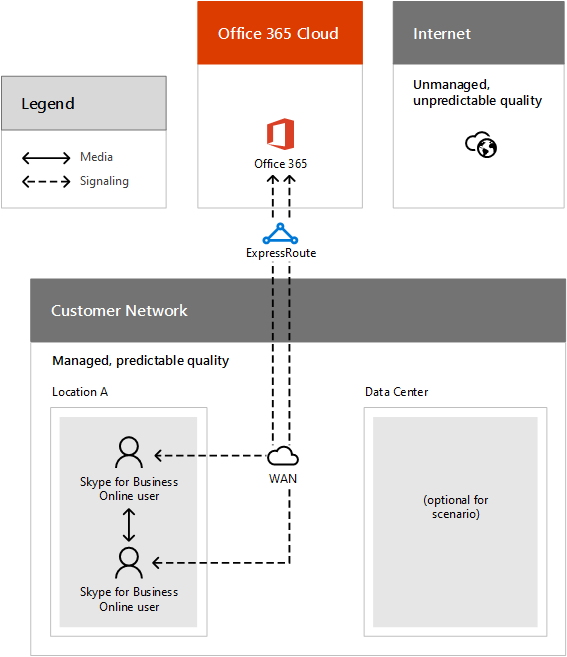 Office 365 Cloud
Internet
Unmanaged,
unpredictable quality
Legend
Media
Signaling
Office 365
ExpressRoute
Customer Network
Managed, predictable quality
Location A
Data Center
Skype for Business
Online user
WAN
(optional for
scenario)
Skype for Business
Online user